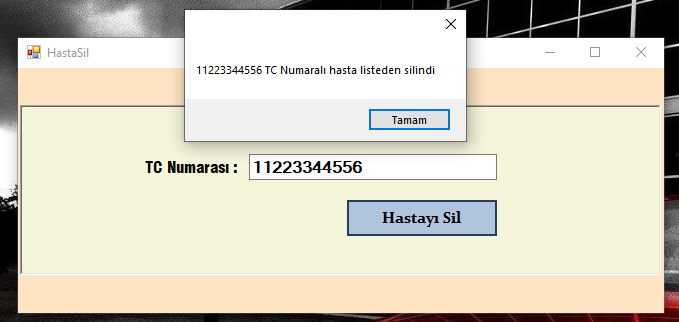 HastaSil
11223344556 TC Numaralı hasta listeden silindi
Tamam
TC Numarası : 11223344556
Hastayı Sil